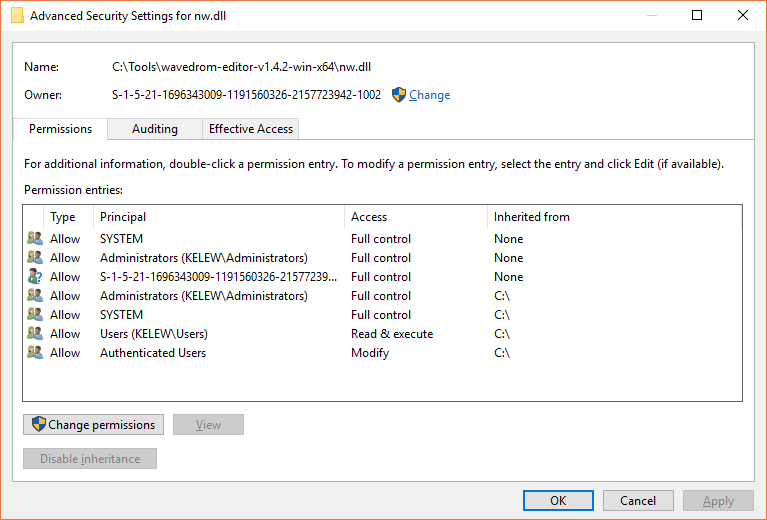 Advanced Security Settings for nw.dll
Name: C:\Tools\wavedrom-editor-v1.4.2-win-x64\nw.dll
Owner: S-1-5-21-1696343009-1191560326-2157723942-1002 Change
Permissions Auditing Effective Access
For additional information, double-click a permission entry. To modify a permission entry, select the entry and click Edit (if available).
Permission entries:
Type Principal Access Inherited from
Allow SYSTEM Full control None
Allow Administrators (KELEW\Administrators) Full control None
Allow S-1-5-21-1696343009-1191560326-21577239... Full control None
Allow Administrators (KELEW\Administrators) Full control C:\
Allow SYSTEM Full control C:\
Allow Users (KELEW\Users) Read & execute C:\
Allow Authenticated Users Modify C:\
Change permissions View
Disable inheritance
OK Cancel Apply